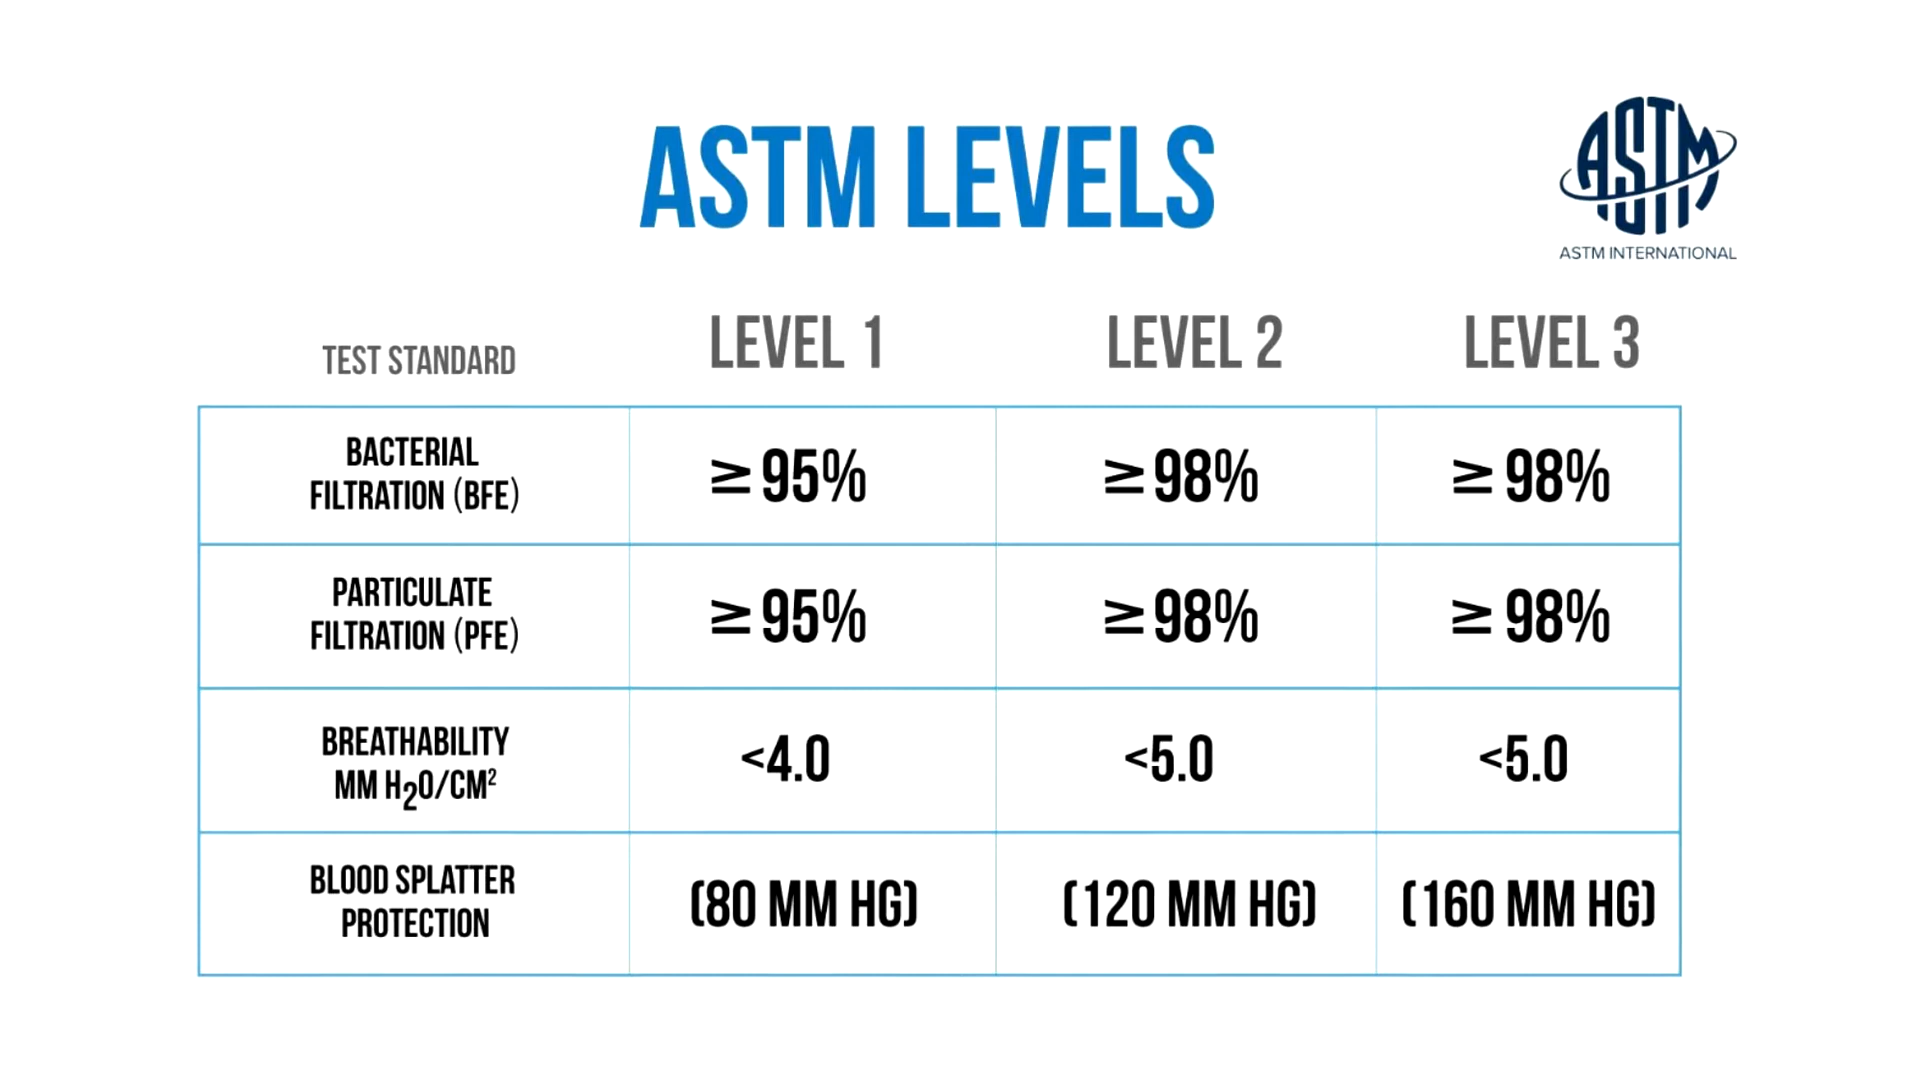 ASTM LEVELS
ASTM
ASTM INTERNATIONAL
TEST STANDARD LEVEL 1 LEVEL 2 LEVEL 3
BACTERIAL
FILTRATION (BFE) ≥ 95% ≥ 98% ≥ 98%
PARTICULATE
FILTRATION (PFE) ≥ 95% ≥ 98% ≥ 98%
BREATHABILITY
MM H₂O/CM² <4.0 <5.0 <5.0
BLOOD SPLATTER
PROTECTION (80 MM HG) (120 MM HG) (160 MM HG)